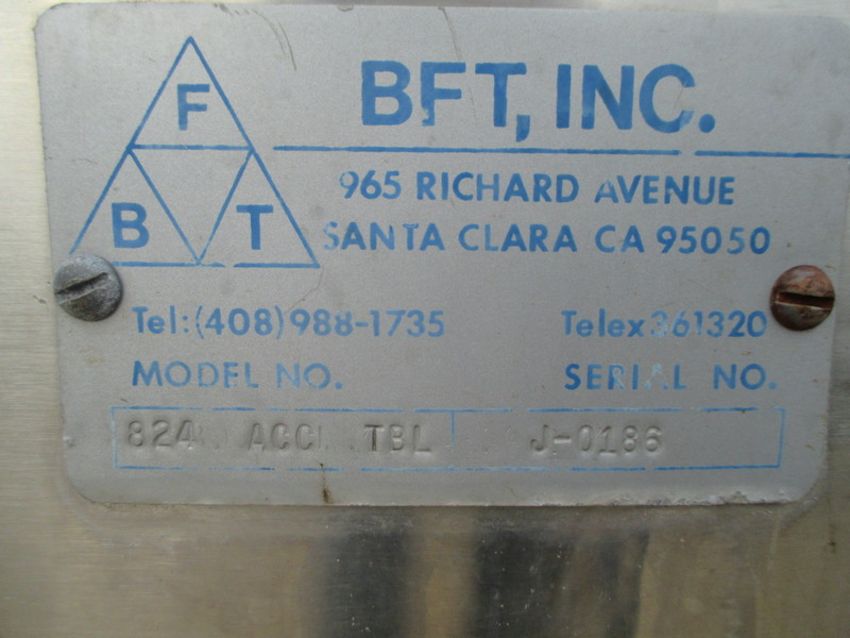 F
BFT, INC.
B T
965 RICHARD AVENUE
SANTA CLARA CA 95050
Tel:(408)988-1735 Telex 361320
MODEL NO. SERIAL NO.
TBL J-0186